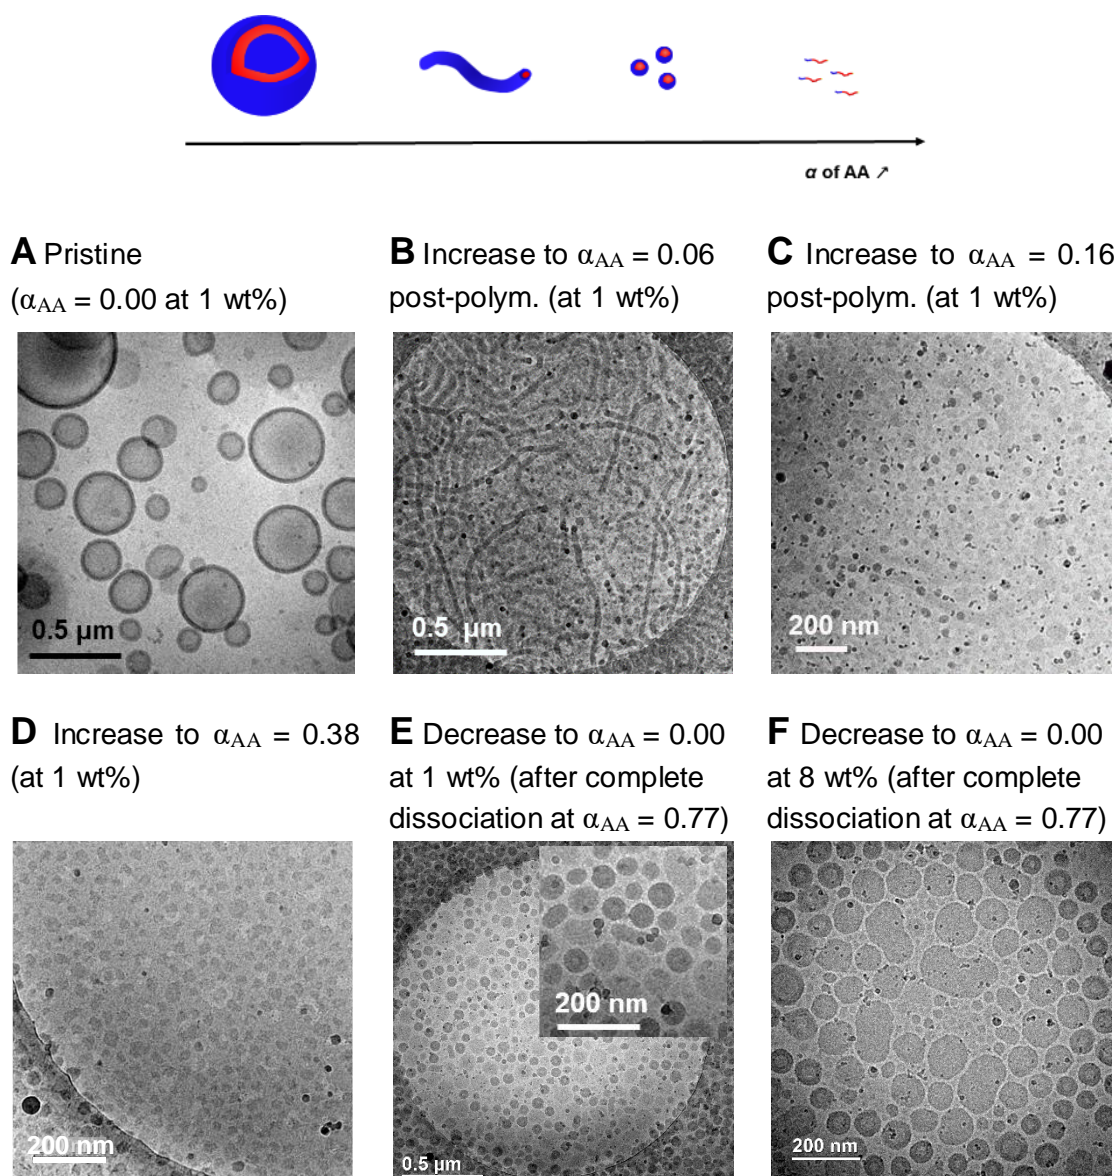 α of AA ↗
A Pristine
(αAA = 0.00 at 1 wt%)
B Increase to αAA = 0.06
post-polym. (at 1 wt%)
C Increase to αAA = 0.16
post-polym. (at 1 wt%)
0.5 µm
0.5 µm
200 nm
D Increase to αAA = 0.38
(at 1 wt%)
E Decrease to αAA = 0.00
at 1 wt% (after complete
dissociation at αAA = 0.77)
F Decrease to αAA = 0.00
at 8 wt% (after complete
dissociation at αAA = 0.77)
200 nm
200 nm
0.5 µm
200 nm